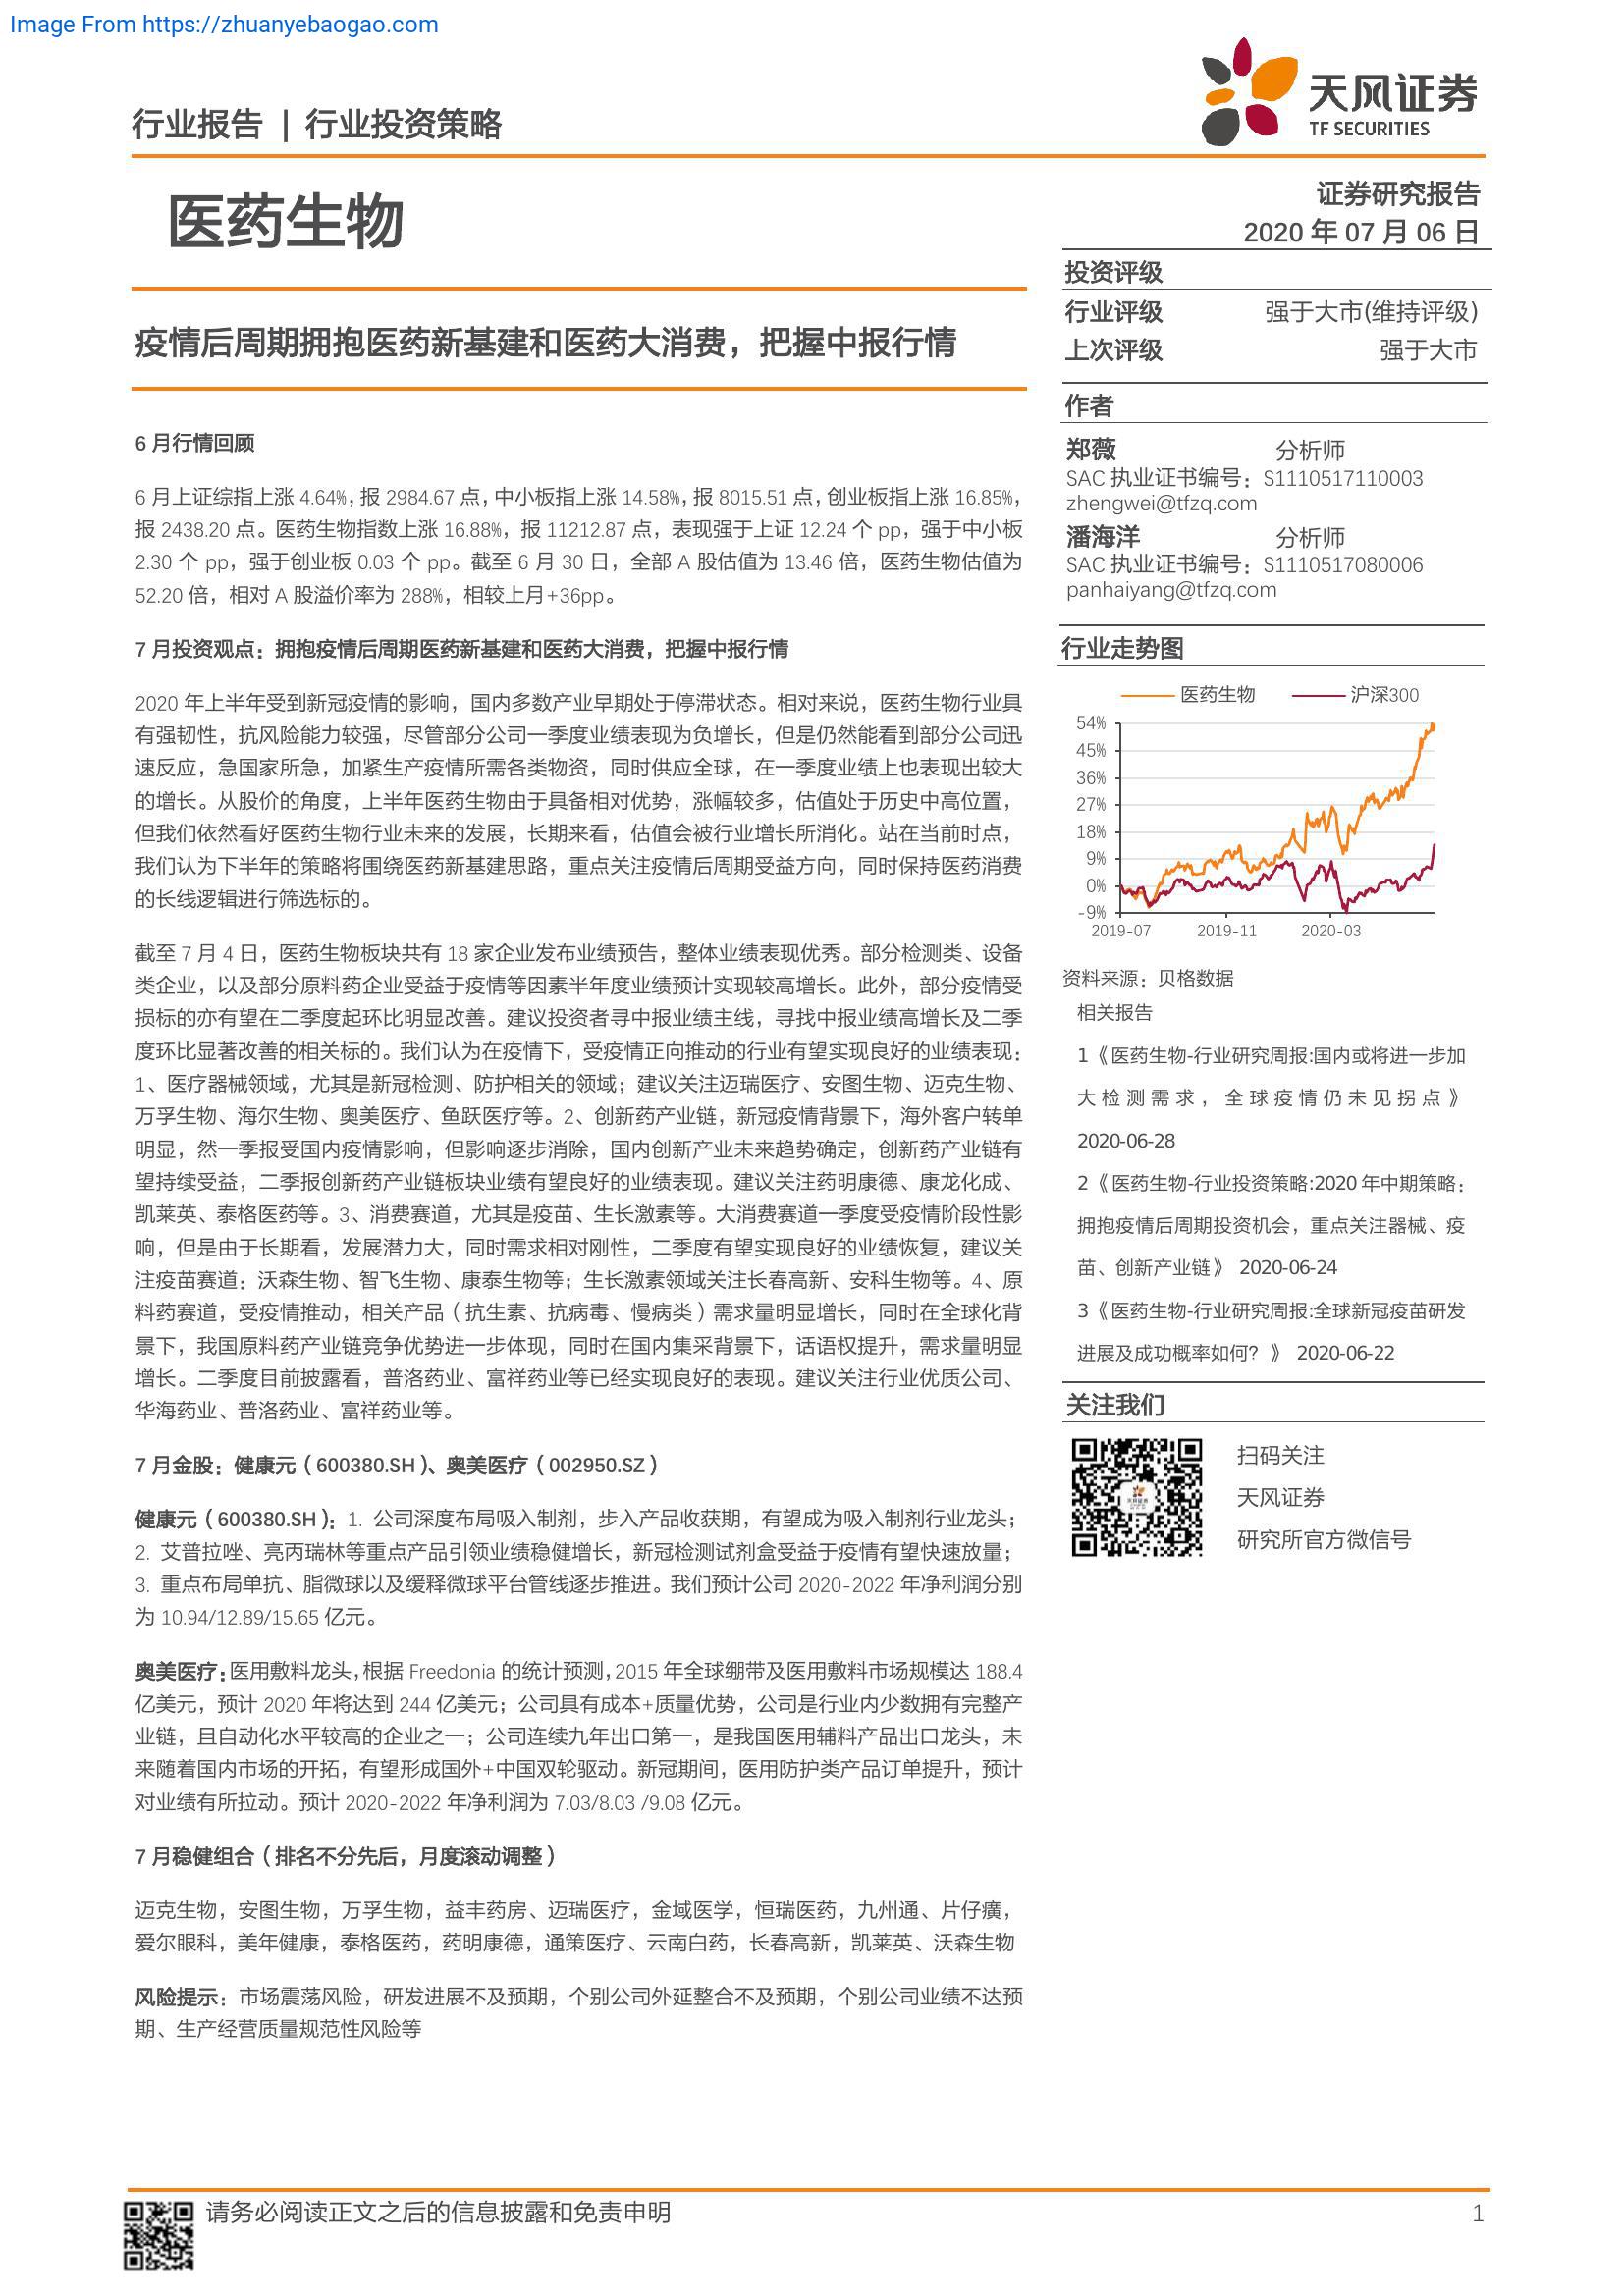 Image From https://zhuanyebaogao.com
行业报告 | 行业投资策略
天风证券
TF SECURITIES
医药生物
证券研究报告
2020 年 07 月 06 日
疫情后周期拥抱医药新基建和医药大消费，把握中报行情
6 月行情回顾
6 月上证综指上涨 4.64%，报 2984.67 点，中小板指上涨 14.58%，报 8015.51 点，创业板指上涨 16.85%，
报 2438.20 点。医药生物指数上涨 16.88%，报 11212.87 点，表现强于上证 12.24 个 pp，强于中小板
2.30 个 pp，强于创业板 0.03 个 pp。截至 6 月 30 日，全部 A 股估值为 13.46 倍，医药生物估值为
52.20 倍，相对 A 股溢价率为 288%，相较上月+36pp。
7 月投资观点：拥抱疫情后周期医药新基建和医药大消费，把握中报行情
2020 年上半年受到新冠疫情的影响，国内多数产业早期处于停滞状态。相对来说，医药生物行业具
有强韧性，抗风险能力较强，尽管部分公司一季度业绩表现为负增长，但是仍然能看到部分公司迅
速反应，急国家所急，加紧生产疫情所需各类物资，同时供应全球，在一季度业绩上也表现出较大
的增长。从股价的角度，上半年医药生物由于具备相对优势，涨幅较多，估值处于历史中高位置，
但我们依然看好医药生物行业未来的发展，长期来看，估值会被行业增长所消化。站在当前时点，
我们认为下半年的策略将围绕医药新基建思路，重点关注疫情后周期受益方向，同时保持医药消费
的长线逻辑进行筛选标的。
截至 7 月 4 日，医药生物板块共有 18 家企业发布业绩预告，整体业绩表现优秀。部分检测类、设备
类企业，以及部分原料药企业受益于疫情等因素半年度业绩预计实现较高增长。此外，部分疫情受
损标的亦有望在二季度起环比明显改善。建议投资者寻中报业绩主线，寻找中报业绩高增长及二季
度环比显著改善的相关标的。我们认为在疫情下，受疫情正向推动的行业有望实现良好的业绩表现：
1、医疗器械领域，尤其是新冠检测、防护相关的领域；建议关注迈瑞医疗、安图生物、迈克生物、
万孚生物、海尔生物、奥美医疗、鱼跃医疗等。2、创新药产业链，新冠疫情背景下，海外客户转单
明显，然一季报受国内疫情影响，但影响逐步消除，国内创新产业未来趋势确定，创新药产业链有
望持续受益，二季报创新药产业链板块业绩有望良好的业绩表现。建议关注药明康德、康龙化成、
凯莱英、泰格医药等。3、消费赛道，尤其是疫苗、生长激素等。大消费赛道一季度受疫情阶段性影
响，但是由于长期看，发展潜力大，同时需求相对刚性，二季度有望实现良好的业绩恢复，建议关
注疫苗赛道：沃森生物、智飞生物、康泰生物等；生长激素领域关注长春高新、安科生物等。4、原
料药赛道，受疫情推动，相关产品（抗生素、抗病毒、慢病类）需求量明显增长，同时在全球化背
景下，我国原料药产业链竞争优势进一步体现，同时在国内集采背景下，话语权提升，需求量明显
增长。二季度目前披露看，普洛药业、富祥药业等已经实现良好的表现。建议关注行业优质公司、
华海药业、普洛药业、富祥药业等。
7 月金股：健康元（600380.SH）、奥美医疗（002950.SZ）
健康元（600380.SH）：1. 公司深度布局吸入制剂，步入产品收获期，有望成为吸入制剂行业龙头；
2. 艾普拉唑、亮丙瑞林等重点产品引领业绩稳健增长，新冠检测试剂盒受益于疫情有望快速放量；
3. 重点布局单抗、脂微球以及缓释微球平台管线逐步推进。我们预计公司 2020-2022 年净利润分别
为 10.94/12.89/15.65 亿元。
奥美医疗：医用敷料龙头，根据 Freedonia 的统计预测，2015 年全球绷带及医用敷料市场规模达 188.4
亿美元，预计 2020 年将达到 244 亿美元；公司具有成本+质量优势，公司是行业内少数拥有完整产
业链，且自动化水平较高的企业之一；公司连续九年出口第一，是我国医用辅料产品出口龙头，未
来随着国内市场的开拓，有望形成国外+中国双轮驱动。新冠期间，医用防护类产品订单提升，预计
对业绩有所拉动。预计 2020-2022 年净利润为 7.03/8.03 /9.08 亿元。
7 月稳健组合（排名不分先后，月度滚动调整）
迈克生物，安图生物，万孚生物，益丰药房、迈瑞医疗，金域医学，恒瑞医药，九州通、片仔癀，
爱尔眼科，美年健康，泰格医药，药明康德，通策医疗、云南白药，长春高新，凯莱英、沃森生物
风险提示：市场震荡风险，研发进展不及预期，个别公司外延整合不及预期，个别公司业绩不达预
期、生产经营质量规范性风险等
投资评级
行业评级 强于大市(维持评级)
上次评级 强于大市
作者
郑薇 分析师
SAC 执业证书编号：S1110517110003
zhengwei@tfzq.com
潘海洋 分析师
SAC 执业证书编号：S1110517080006
panhaiyang@tfzq.com
行业走势图
医药生物 沪深300
54%
45%
36%
27%
18%
9%
0%
-9%
2019-07 2019-11 2020-03
资料来源：贝格数据
相关报告
1《医药生物-行业研究周报:国内或将进一步加
大检测需求，全球疫情仍未见拐点》
2020-06-28
2《医药生物-行业投资策略:2020 年中期策略：
拥抱疫情后周期投资机会，重点关注器械、疫
苗、创新产业链》 2020-06-24
3《医药生物-行业研究周报:全球新冠疫苗研发
进展及成功概率如何？》 2020-06-22
关注我们
扫码关注
天风证券
研究所官方微信号
请务必阅读正文之后的信息披露和免责申明 1